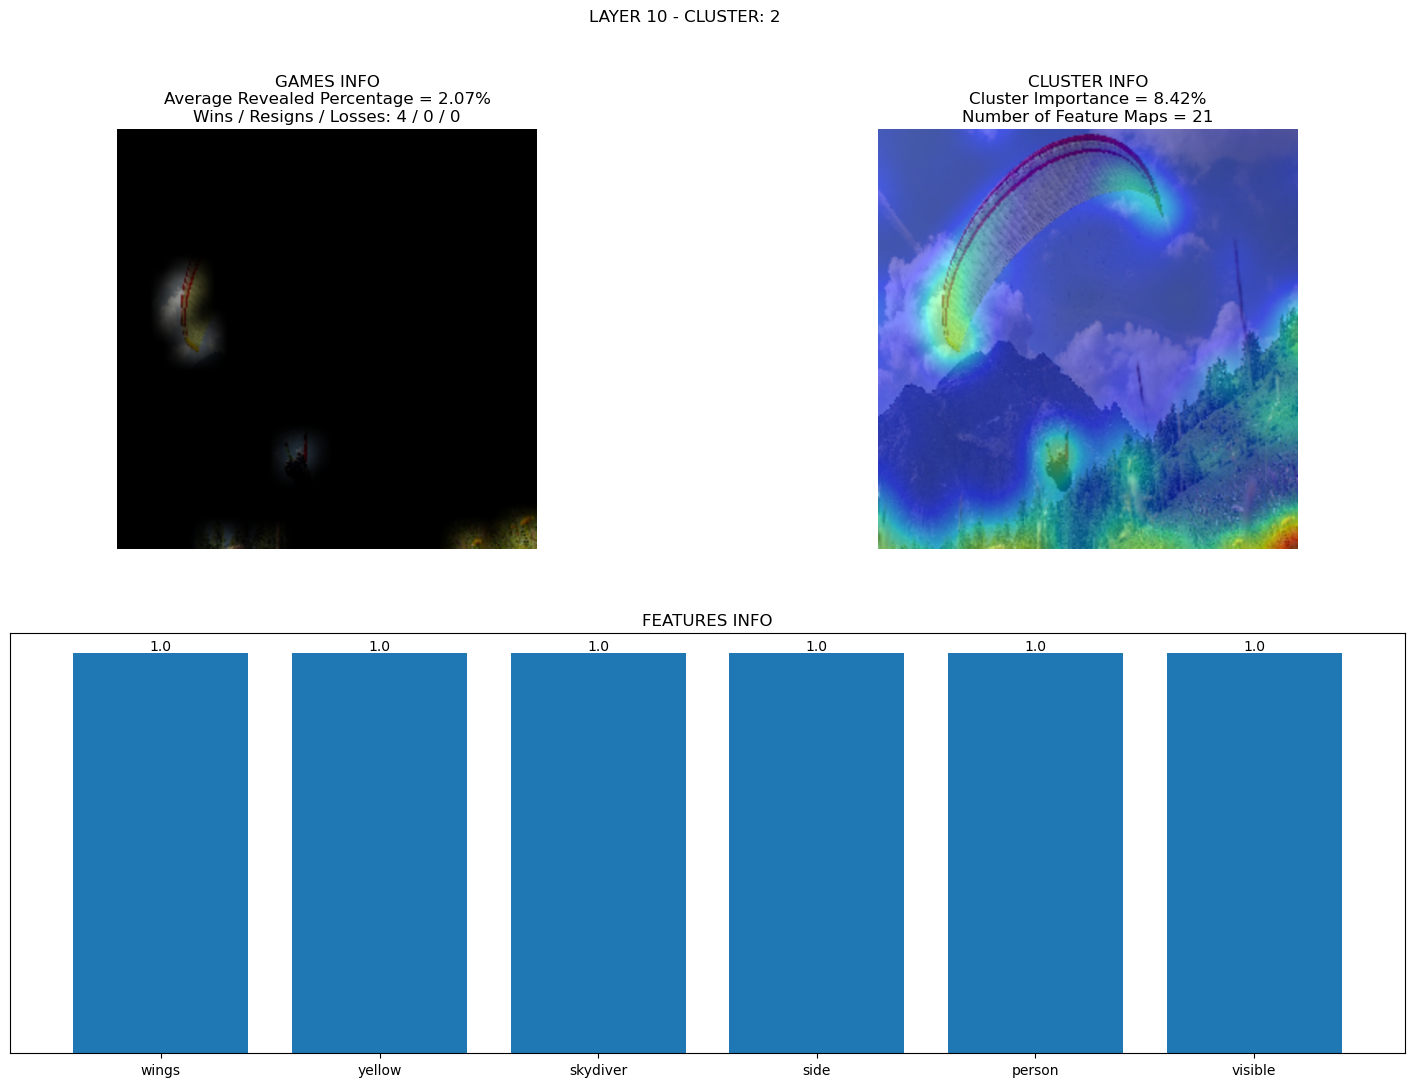 LAYER 10 - CLUSTER: 2
GAMES INFO
Average Revealed Percentage = 2.07%
Wins / Resigns / Losses: 4 / 0 / 0
CLUSTER INFO
Cluster Importance = 8.42%
Number of Feature Maps = 21
FEATURES INFO
1.0 1.0 1.0 1.0 1.0 1.0
wings yellow skydiver side person visible